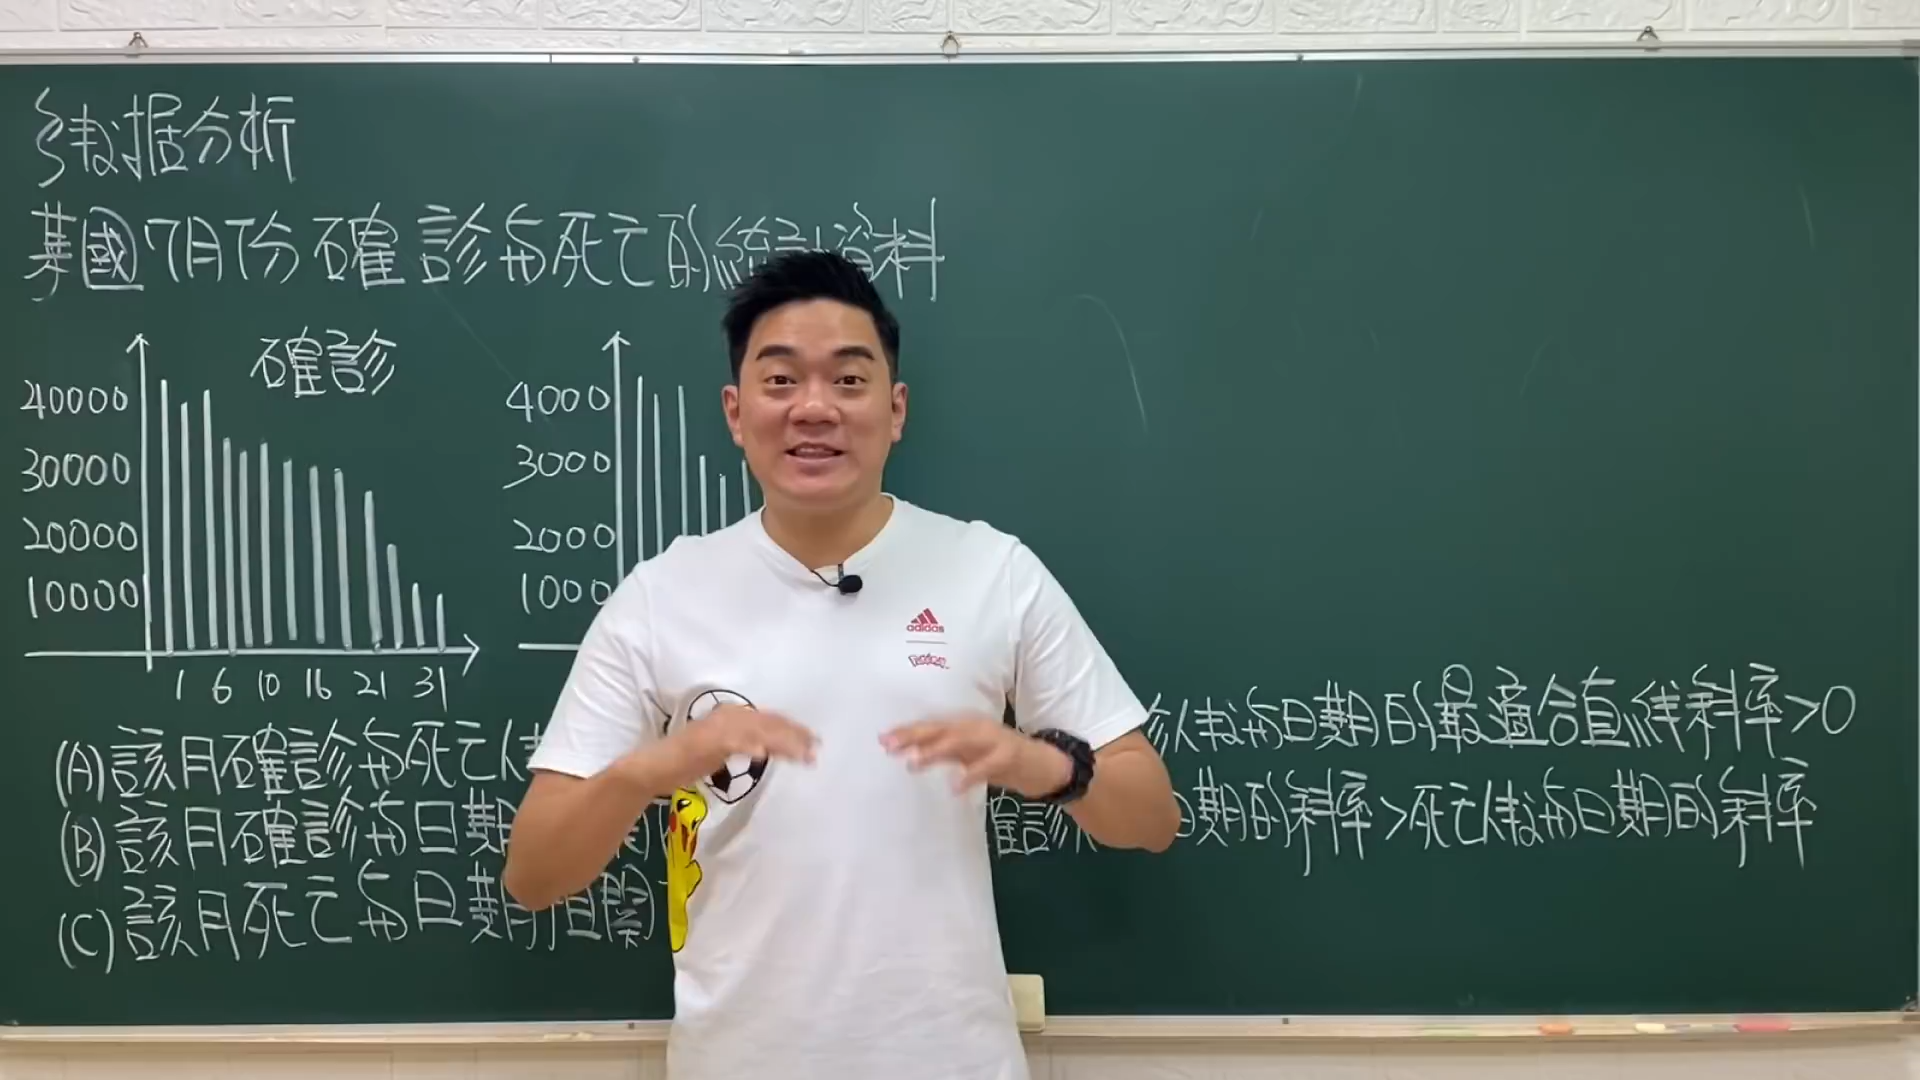 數據分析
某國7月份確診與死亡的統計資料
確診
40000
30000
20000
10000
1 6 10 16 21 31
4000
3000
2000
1000
(A)該月確診與死亡人數
(B)該月確診與日期
(C)該月死亡與日期相關
診人數與日期的最適合直線斜率>0
確診 日期的斜率>死亡人數與日期的斜率
adidas